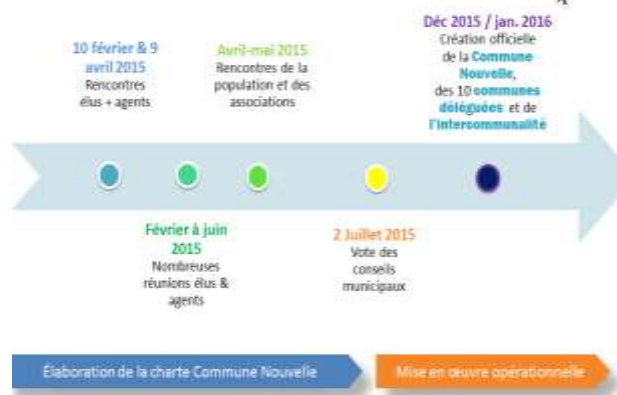 10 février & 9
avril 2015
Rencontres
élus + agents
Avril-mai 2015
Rencontres de la
population et des
associations
Déc 2015 / jan. 2016
Création officielle
de la Commune
Nouvelle,
des 10 communes
déléguées et de
l'intercommunalité
Février à juin
2015
Nombreuses
réunions élus &
agents
2 Juillet 2015
Vote des
conseils
municipaux
Élaboration de la charte Commune Nouvelle
Mise en œuvre opérationnelle